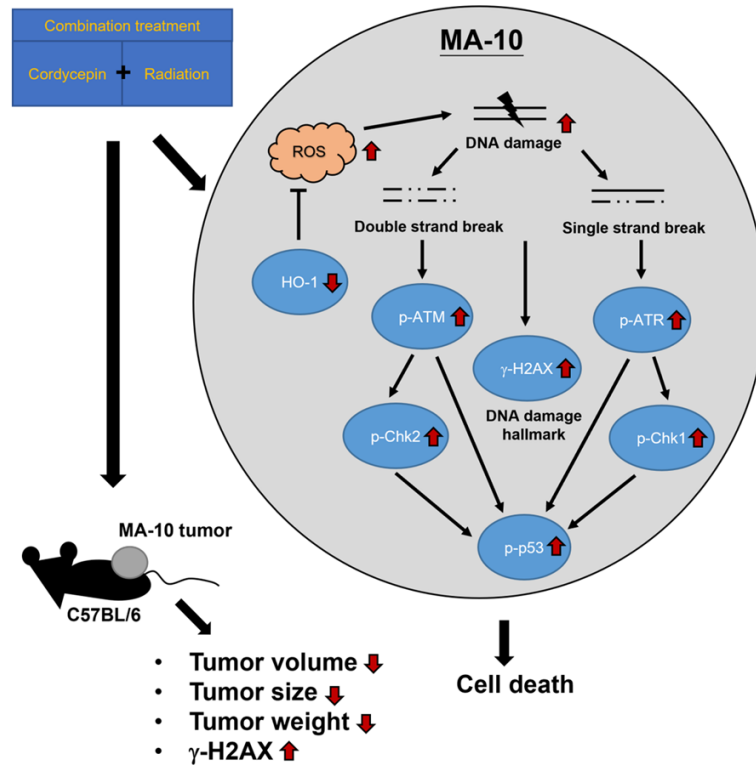 Combination treatment
Cordycepin + Radiation
MA-10
ROS
DNA damage
Double strand break
Single strand break
HO-1
p-ATM
p-ATR
γ-H2AX
DNA damage
hallmark
p-Chk2
p-Chk1
p-p53
MA-10 tumor
C57BL/6
Cell death
• Tumor volume
• Tumor size
• Tumor weight
• γ-H2AX